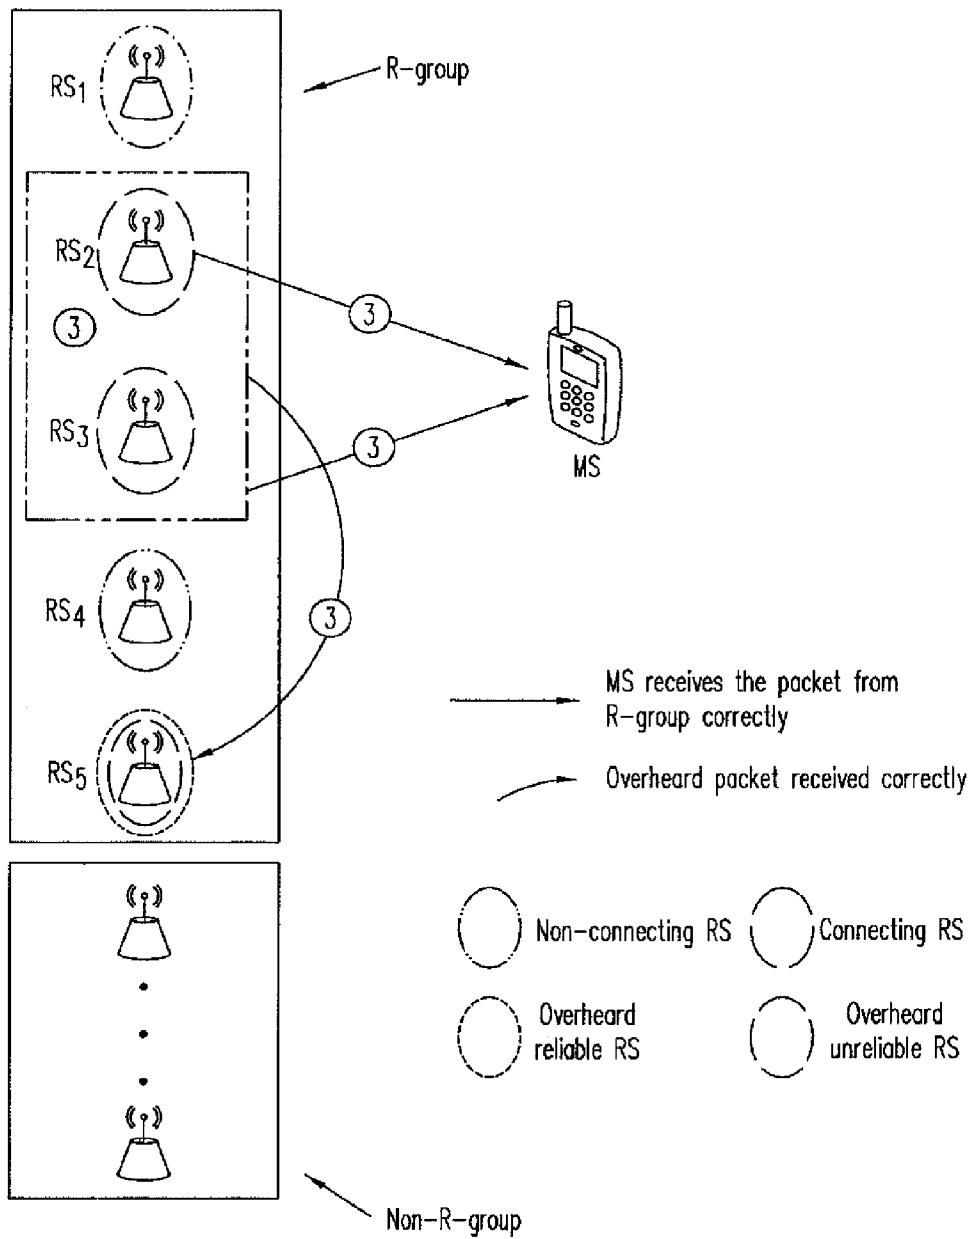 R-group
RS1
RS2
3
3
RS3
3
MS
RS4
3
MS receives the packet from
R-group correctly
RS5
Overheard packet received correctly
Non-connecting RS
Connecting RS
Overheard
reliable RS
Overheard
unreliable RS
Non-R-group